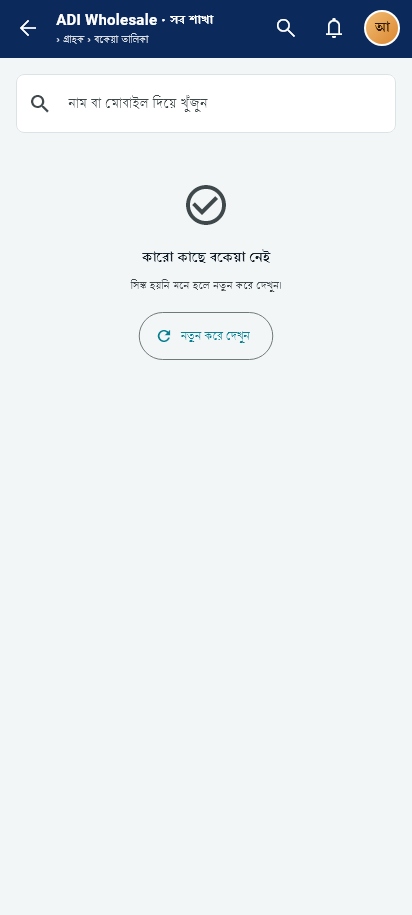 ADI Wholesale · সব শাখা
› গ্রাহক › বকেয়া তালিকা
আ
নাম বা মোবাইল দিয়ে খুঁজুন
কারো কাছে বকেয়া নেই
সিঙ্ক হয়নি মনে হলে নতুন করে দেখুন।
নতুন করে দেখুন